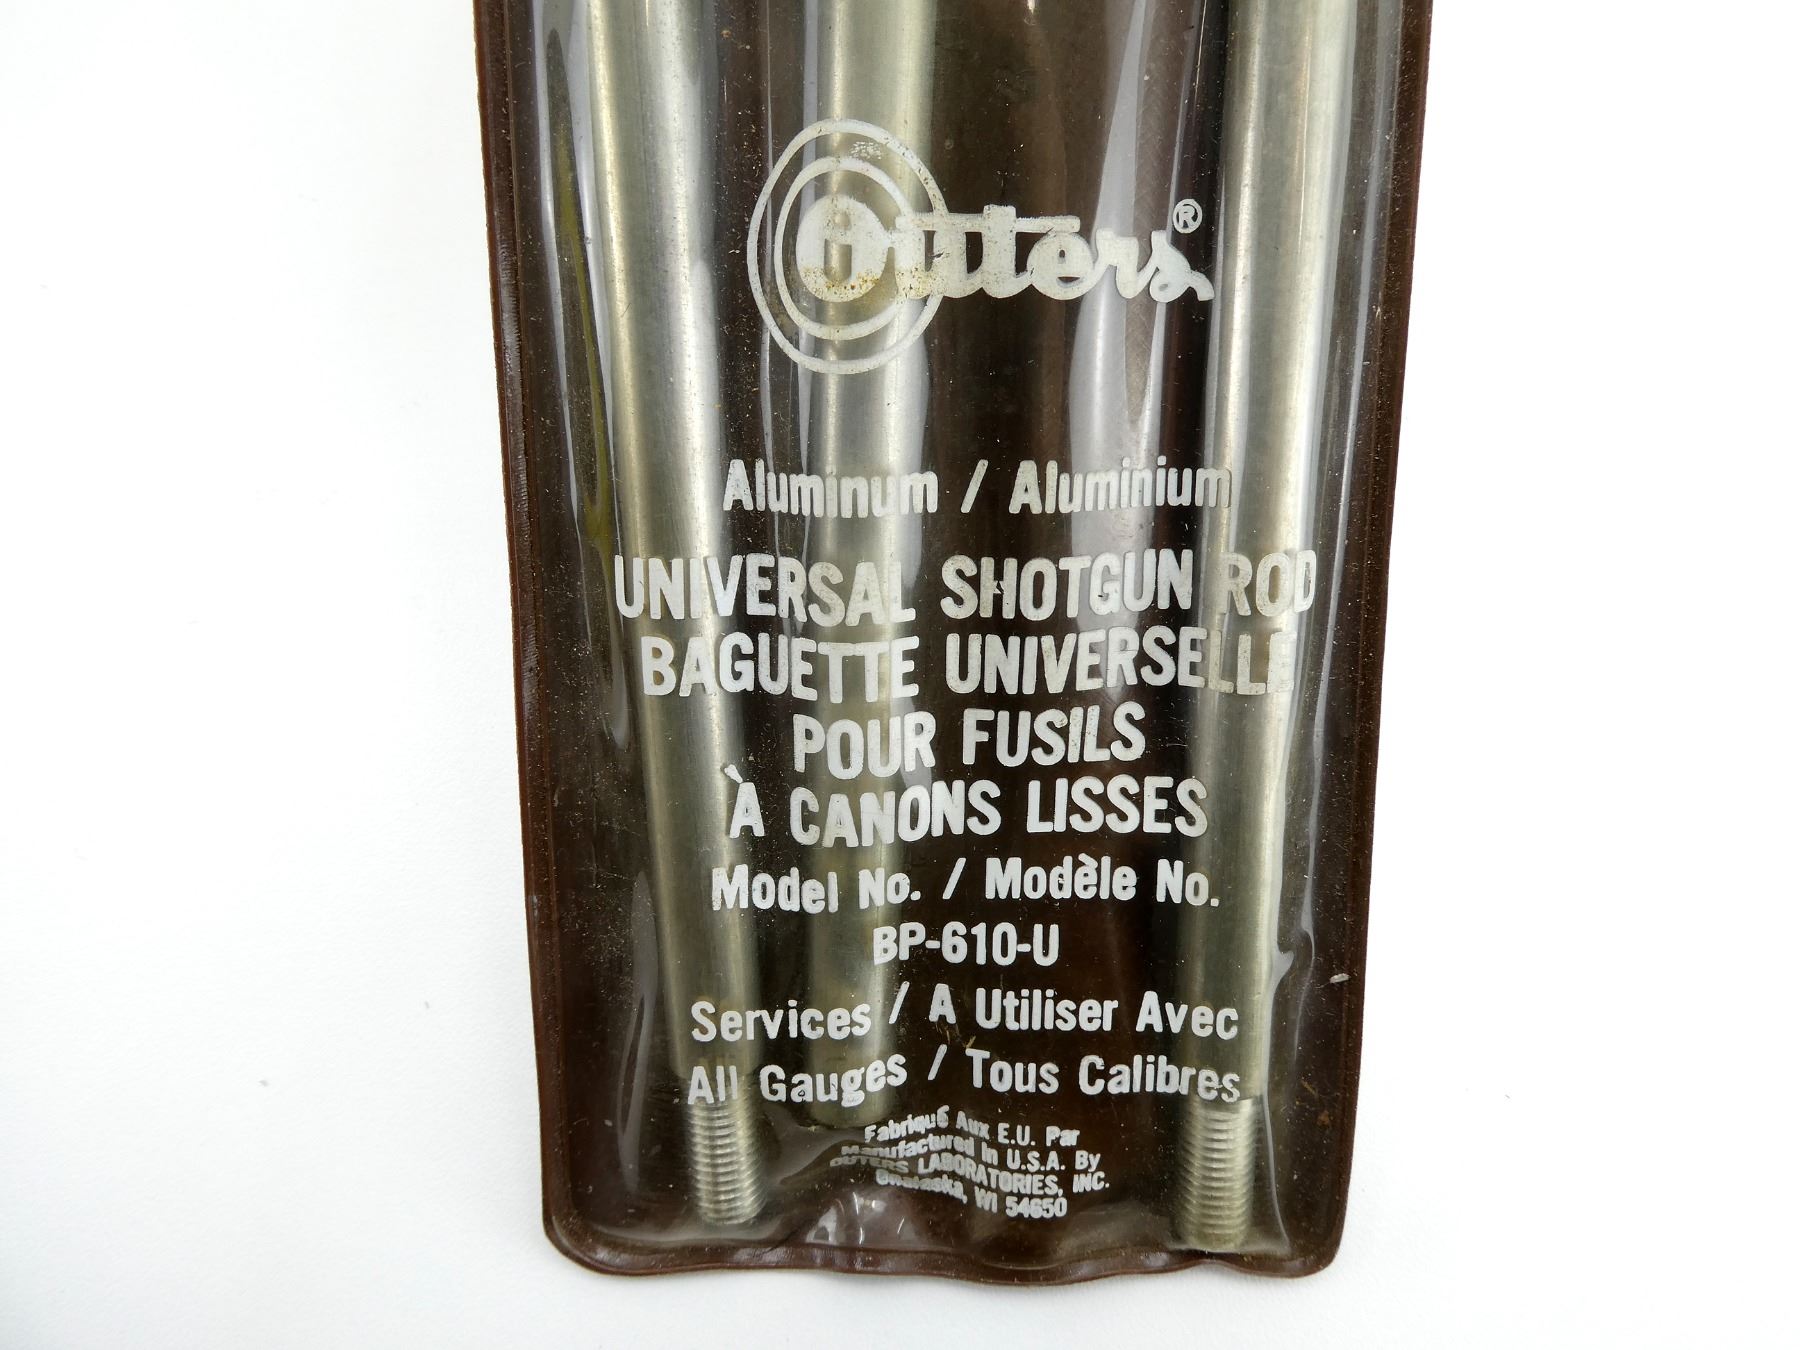 Outers®
Aluminum / Aluminium
UNIVERSAL SHOTGUN ROD
BAGUETTE UNIVERSELLE
POUR FUSILS
À CANONS LISSES
Model No. / Modèle No.
BP-610-U
Services / A Utiliser Avec
All Gauges / Tous Calibres
Fabriqué Aux E.U. Par
Manufactured In U.S.A. By
OUTERS LABORATORIES, INC.
Onalaska, WI 54650